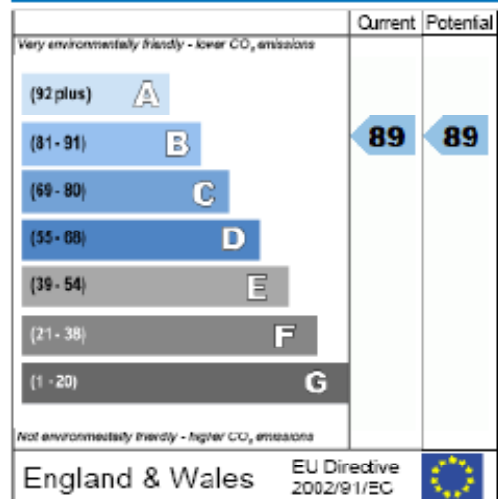 Current Potential
Very environmentally friendly - lower CO₂ emissions
(92 plus) A
(81 - 91) B 89 89
(69 - 80) C
(55 - 68) D
(39 - 54) E
(21 - 38) F
(1 - 20) G
Not environmentally friendly - higher CO₂ emissions
England & Wales EU Directive
2002/91/EC